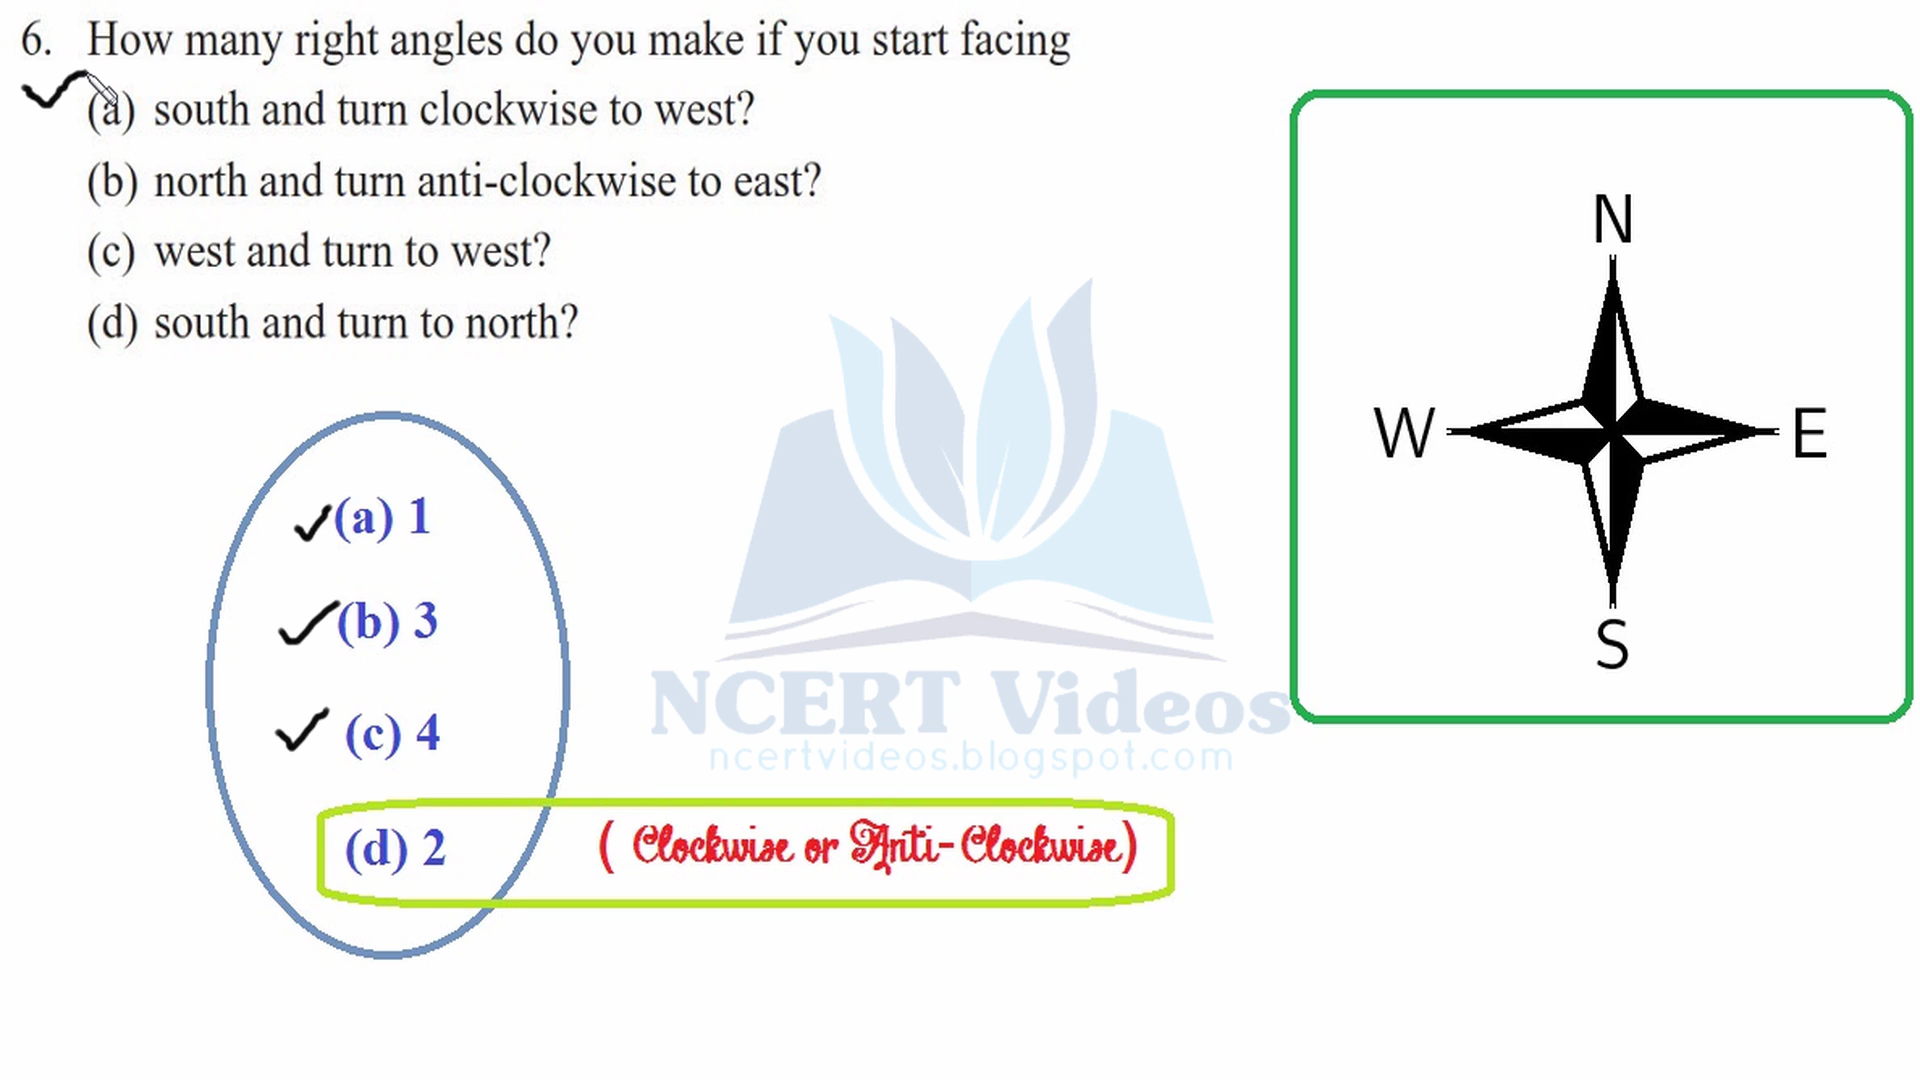 6. How many right angles do you make if you start facing
(a) south and turn clockwise to west?
(b) north and turn anti-clockwise to east?
(c) west and turn to west?
(d) south and turn to north?
N
W E
S
(a) 1
(b) 3
(c) 4
(d) 2 ( Clockwise or Anti-Clockwise)
NCERT Videos
ncertvideos.blogspot.com